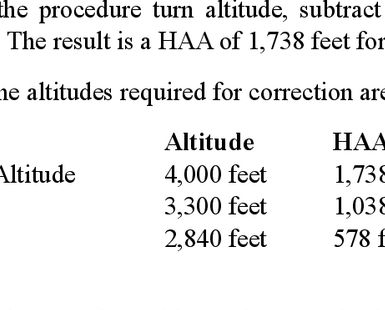 the procedure turn altitude, subtract
The result is a HAA of 1,738 feet for
altitudes required for correction are
Altitude HAA
Altitude 4,000 feet 1,738
3,300 feet 1,038
2,840 feet 578